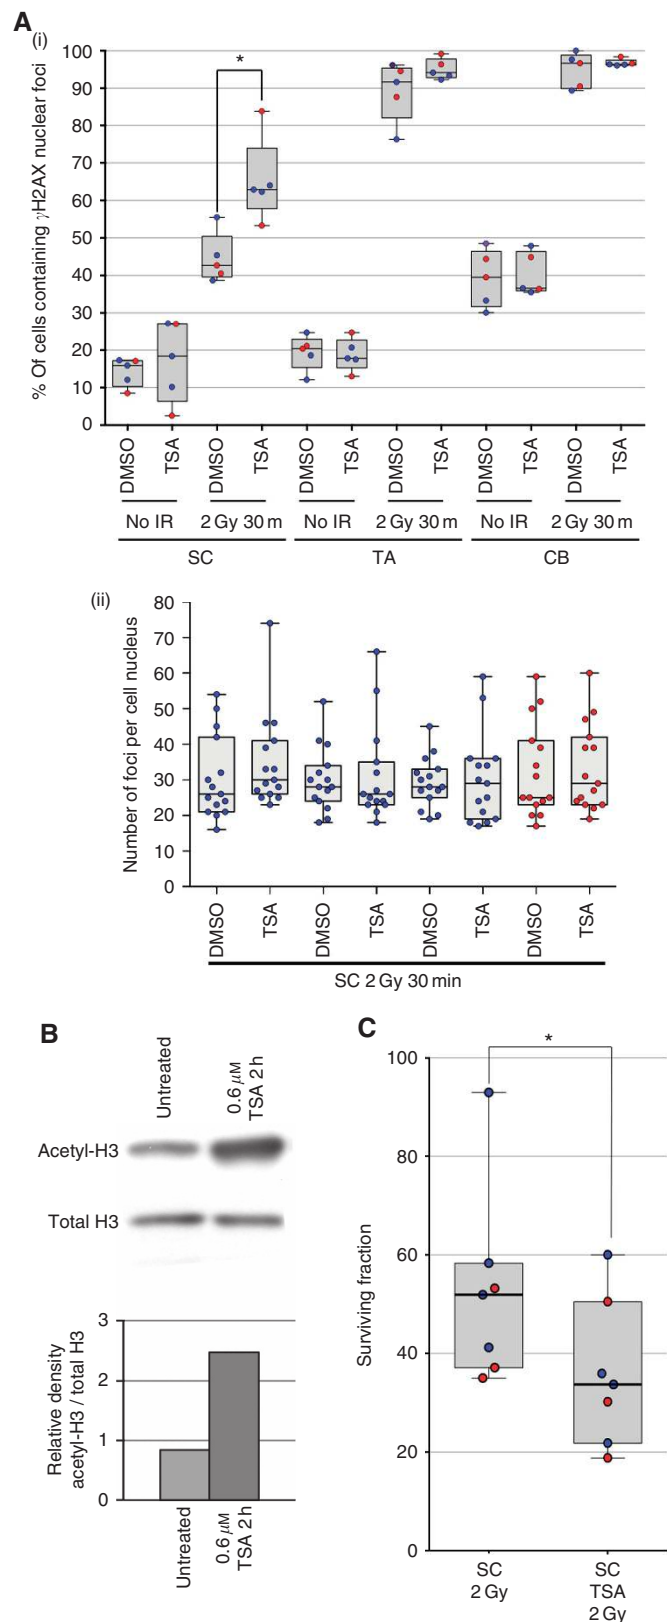 A
(i)
% Of cells containing γH2AX nuclear foci
100
90
80
70
60
50
40
30
20
10
0
*
DMSO
TSA
DMSO
TSA
DMSO
TSA
DMSO
TSA
DMSO
TSA
DMSO
TSA
No IR
2 Gy 30 m
No IR
2 Gy 30 m
No IR
2 Gy 30 m
SC
TA
CB
(ii)
Number of foci per cell nucleus
80
70
60
50
40
30
20
10
0
DMSO
TSA
DMSO
TSA
DMSO
TSA
DMSO
TSA
SC 2 Gy 30 min
B
Untreated
0.6 μM
TSA 2 h
Acetyl-H3
Total H3
Relative density
acetyl-H3 / total H3
3
2
1
0
Untreated
0.6 μM
TSA 2 h
C
*
Surviving fraction
100
80
60
40
20
0
SC
2 Gy
SC
TSA
2 Gy